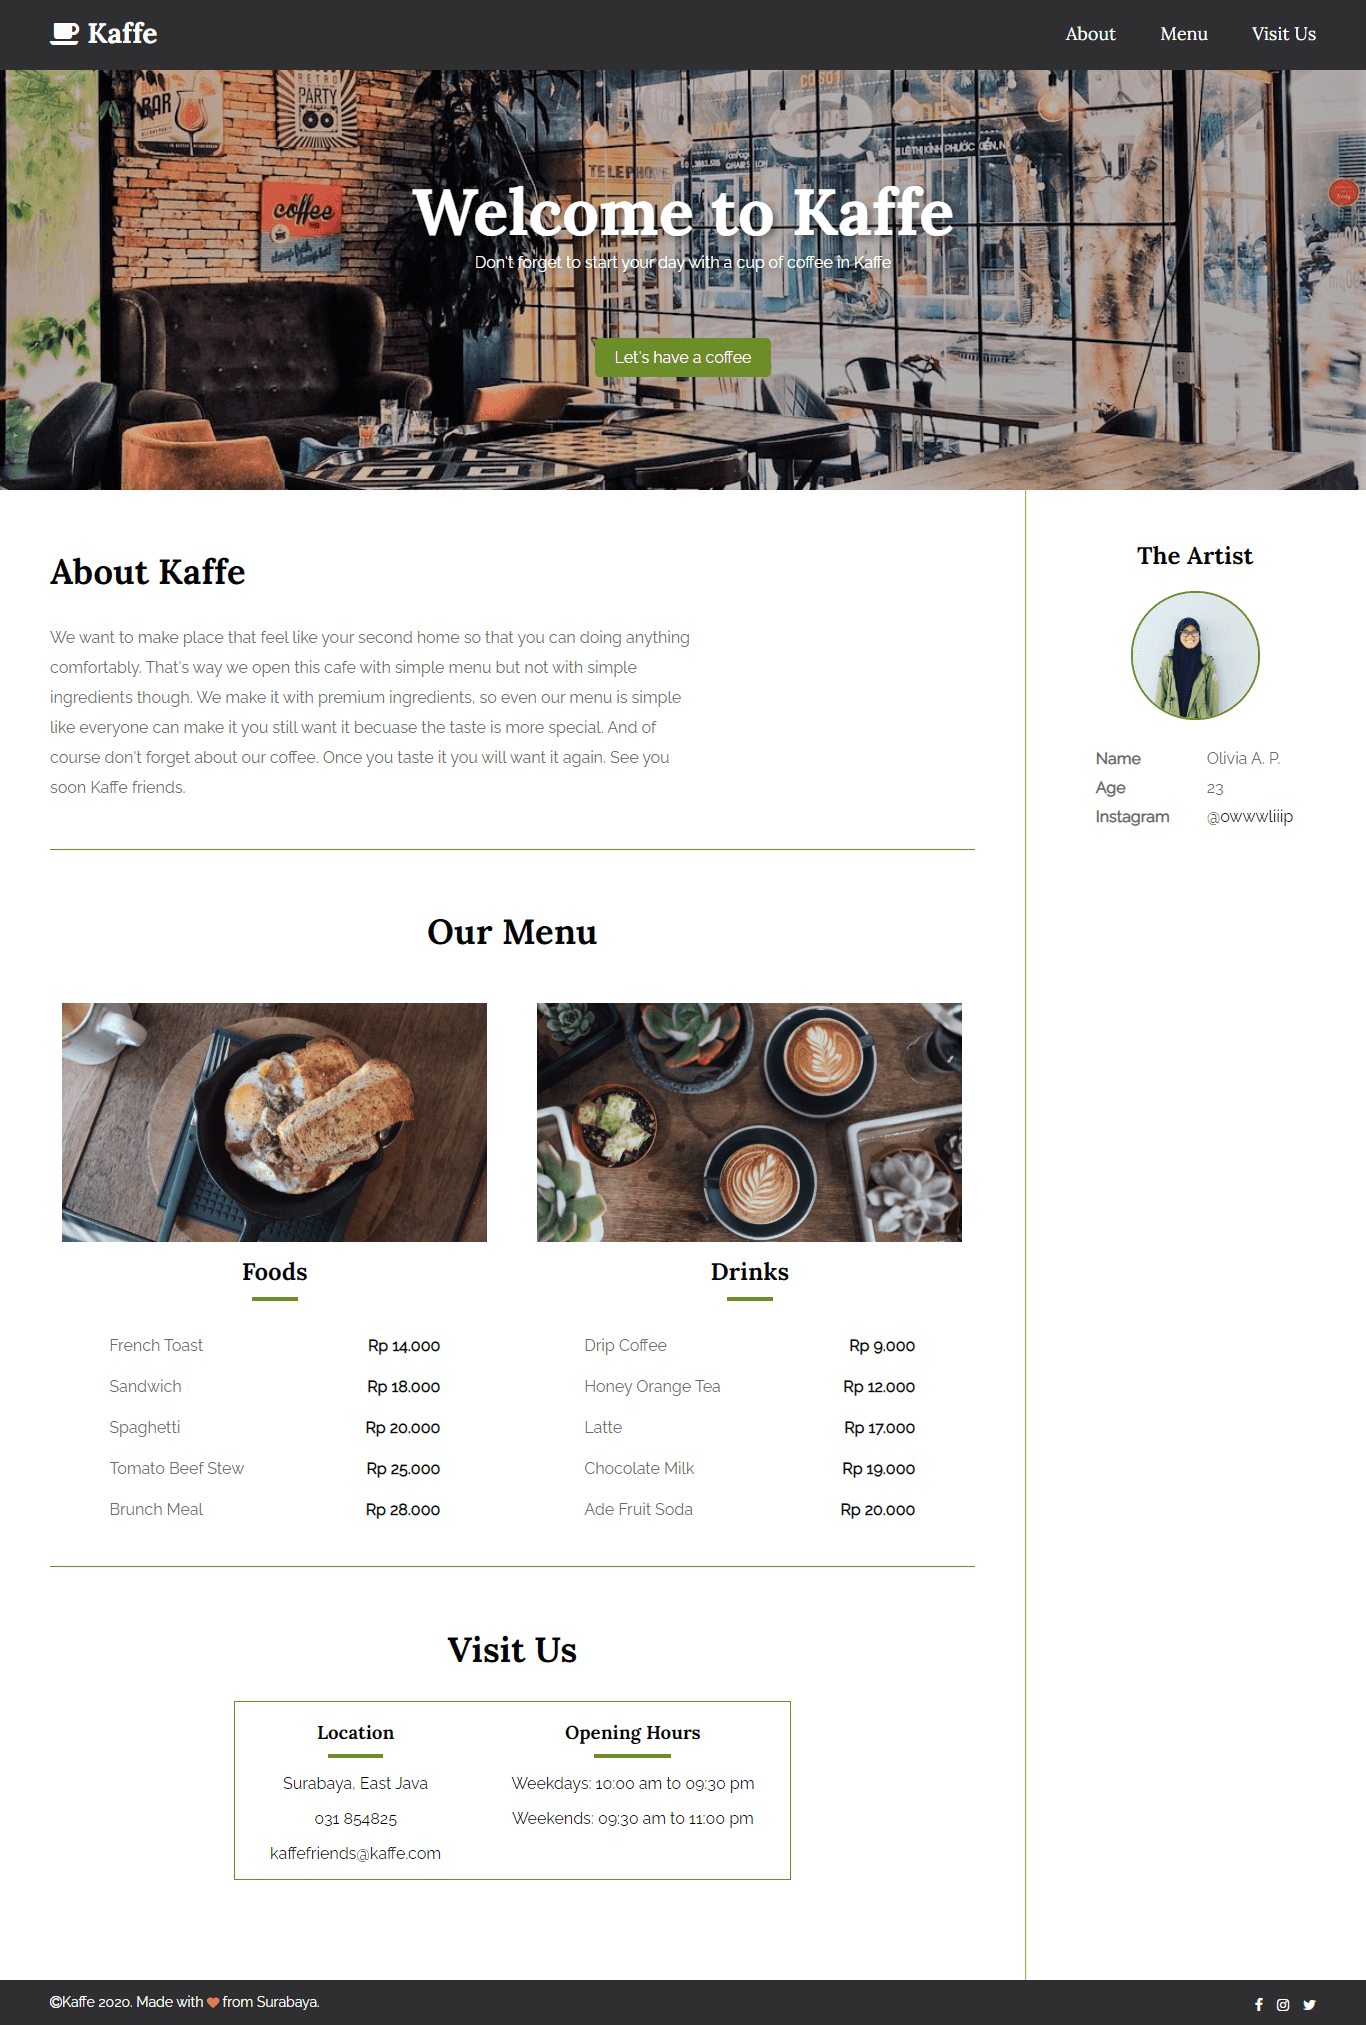 Kaffe
About Menu Visit Us
BAR
PARTY
coffee
TELEPHONE
Welcome to Kaffe
Don't forget to start your day with a cup of coffee in Kaffe
Let's have a coffee
About Kaffe
We want to make place that feel like your second home so that you can doing anything
comfortably. That's way we open this cafe with simple menu but not with simple
ingredients though. We make it with premium ingredients, so even our menu is simple
like everyone can make it you still want it becuase the taste is more special. And of
course don't forget about our coffee. Once you taste it you will want it again. See you
soon Kaffe friends.
The Artist
Name Olivia A. P.
Age 23
Instagram @owwwliiip
Our Menu
Foods
French Toast Rp 14.000
Sandwich Rp 18.000
Spaghetti Rp 20.000
Tomato Beef Stew Rp 25.000
Brunch Meal Rp 28.000
Drinks
Drip Coffee Rp 9.000
Honey Orange Tea Rp 12.000
Latte Rp 17.000
Chocolate Milk Rp 19.000
Ade Fruit Soda Rp 20.000
Visit Us
Location
Surabaya, East Java
031 854825
kaffefriends@kaffe.com
Opening Hours
Weekdays: 10:00 am to 09:30 pm
Weekends: 09:30 am to 11:00 pm
©Kaffe 2020. Made with ❤ from Surabaya.